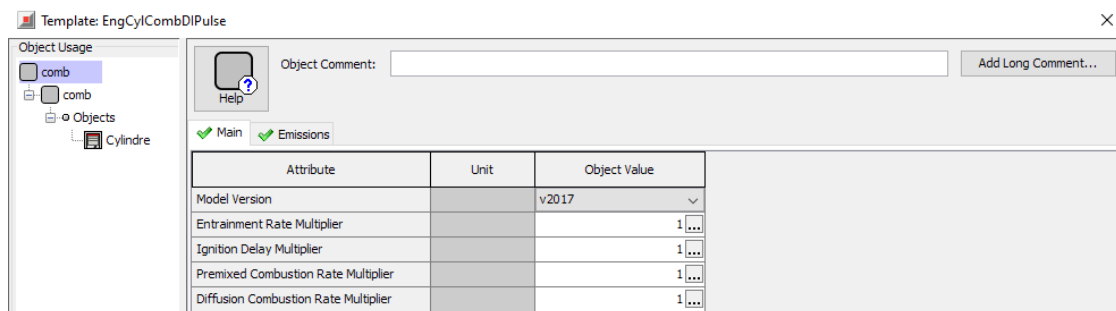 Template: EngCylCombDIPulse
Object Usage
comb
comb
Objects
Cylindre
Help
Object Comment:
Add Long Comment...
Main
Emissions
Attribute Unit Object Value
Model Version v2017
Entrainment Rate Multiplier 1 ...
Ignition Delay Multiplier 1 ...
Premixed Combustion Rate Multiplier 1 ...
Diffusion Combustion Rate Multiplier 1 ...